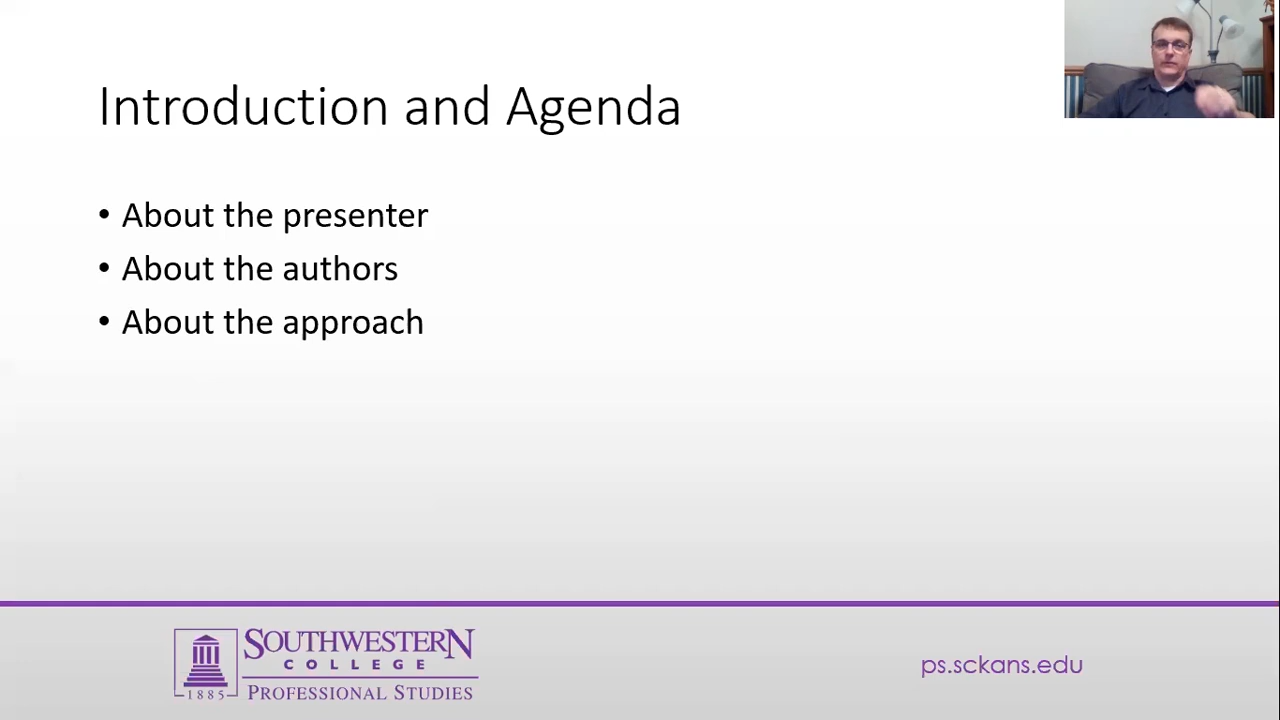 Introduction and Agenda
• About the presenter
• About the authors
• About the approach
SOUTHWESTERN
COLLEGE
1885
PROFESSIONAL STUDIES
ps.sckans.edu